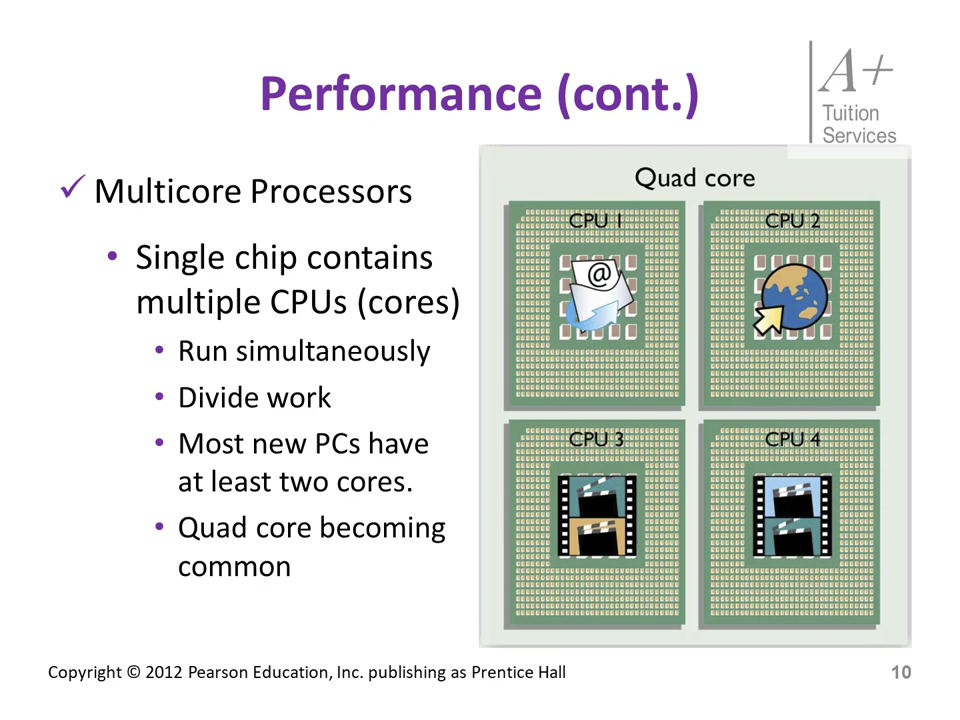 Performance (cont.)
A+
Tuition
Services
✓ Multicore Processors
• Single chip contains
multiple CPUs (cores)
• Run simultaneously
• Divide work
• Most new PCs have
at least two cores.
• Quad core becoming
common
Quad core
CPU 1
CPU 2
@
CPU 3
CPU 4
Copyright © 2012 Pearson Education, Inc. publishing as Prentice Hall
10